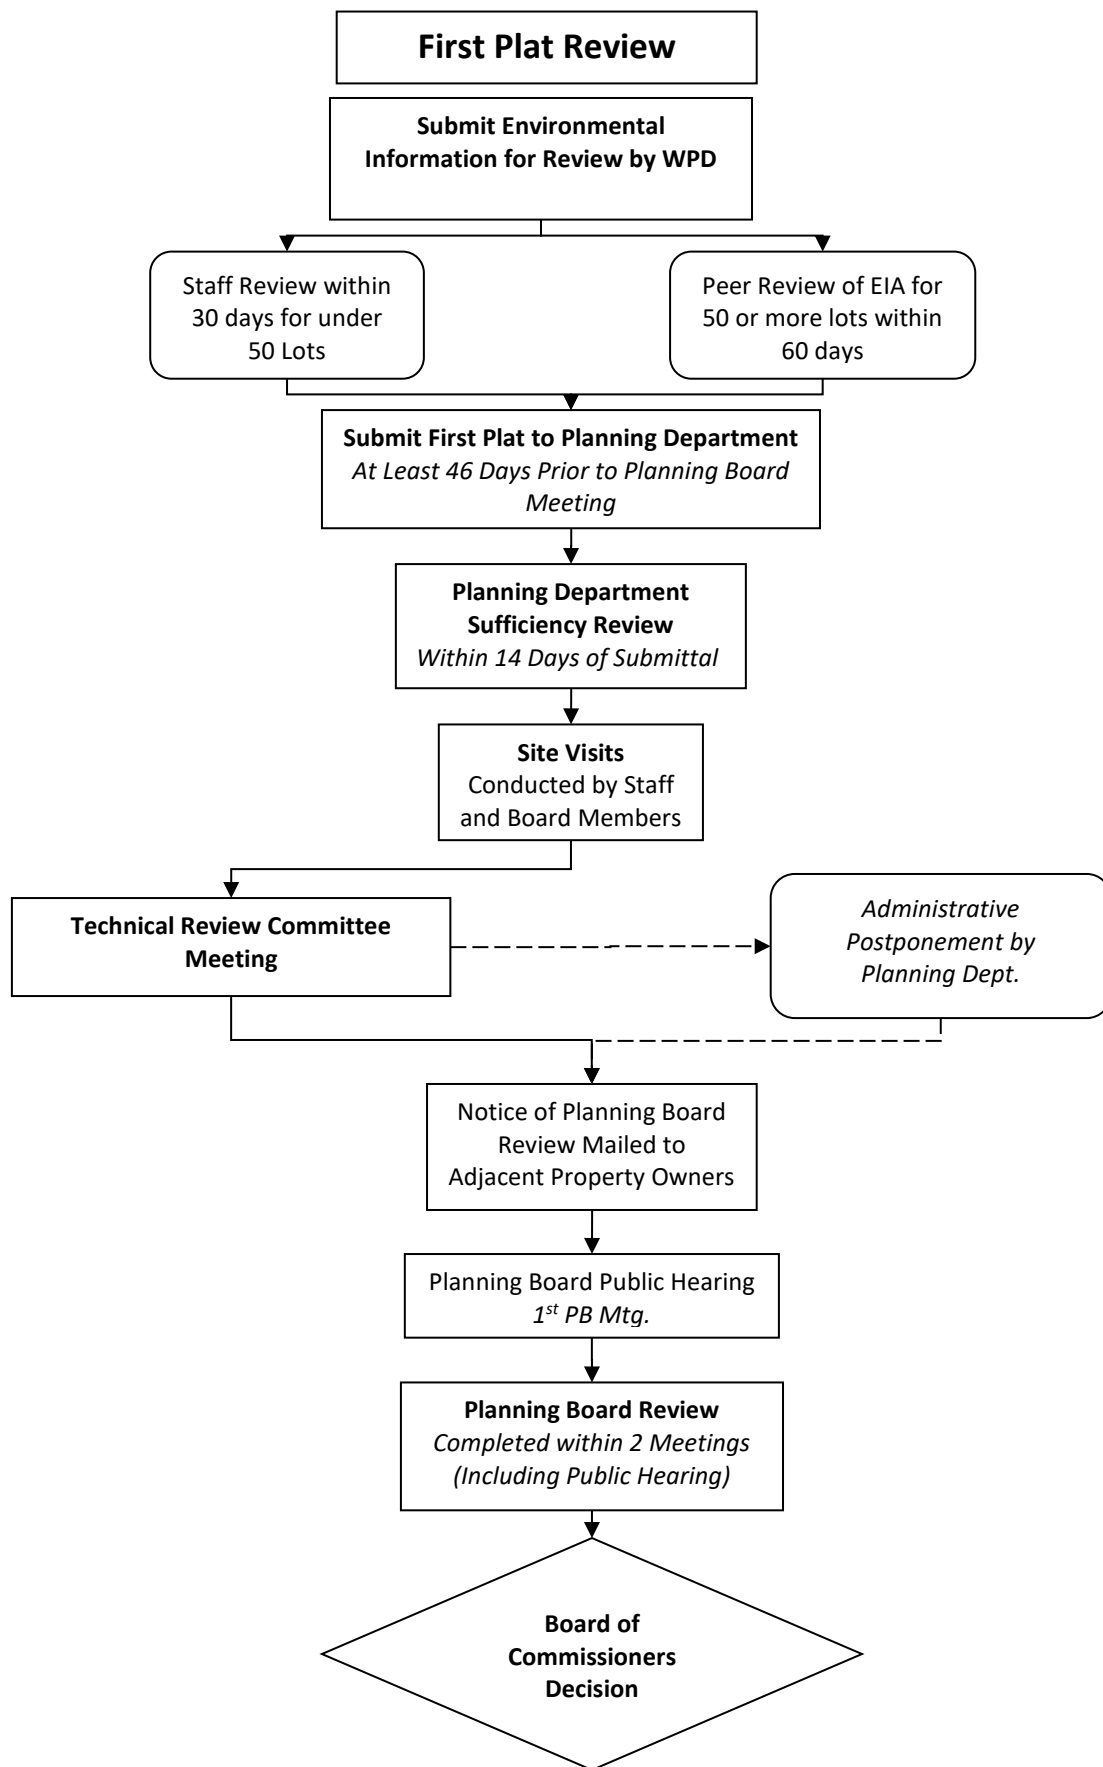 First Plat Review
Submit Environmental
Information for Review by WPD
Staff Review within
30 days for under
50 Lots
Peer Review of EIA for
50 or more lots within
60 days
Submit First Plat to Planning Department
At Least 46 Days Prior to Planning Board
Meeting
Planning Department
Sufficiency Review
Within 14 Days of Submittal
Site Visits
Conducted by Staff
and Board Members
Technical Review Committee
Meeting
Administrative
Postponement by
Planning Dept.
Notice of Planning Board
Review Mailed to
Adjacent Property Owners
Planning Board Public Hearing
1st PB Mtg.
Planning Board Review
Completed within 2 Meetings
(Including Public Hearing)
Board of
Commissioners
Decision